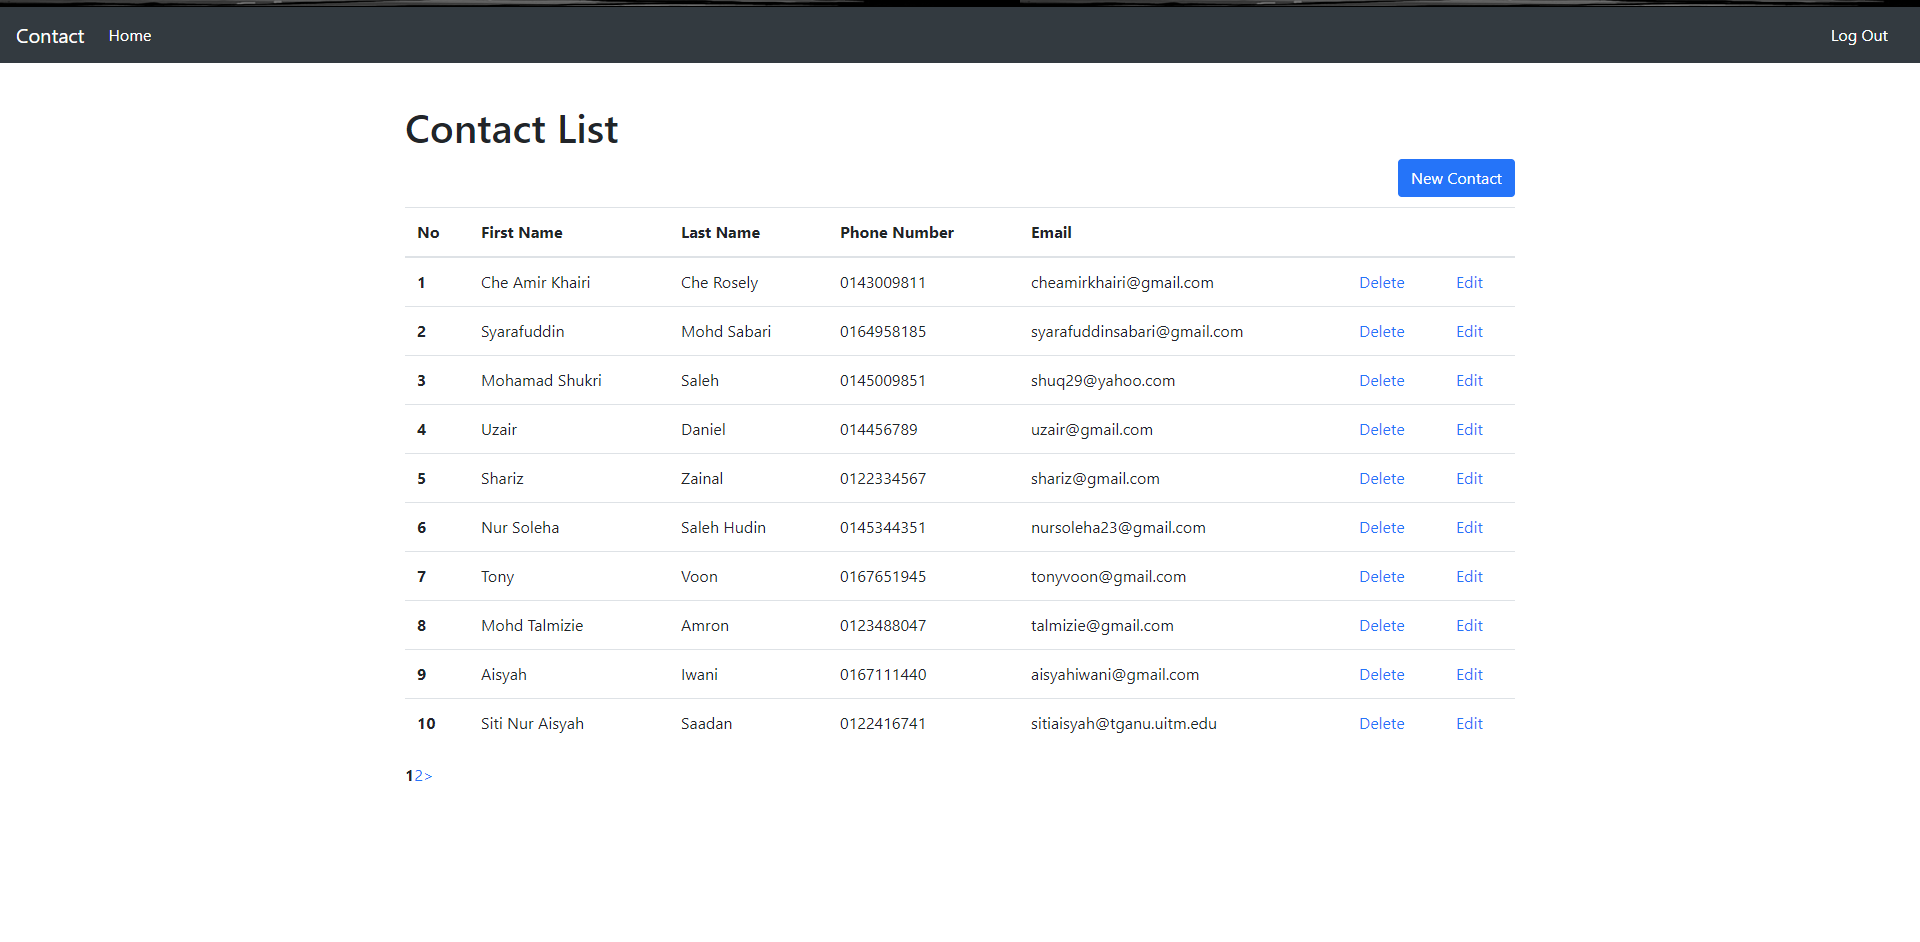 Contact Home Log Out
Contact List
New Contact
No First Name Last Name Phone Number Email
1 Che Amir Khairi Che Rosely 0143009811 cheamirkhairi@gmail.com Delete Edit
2 Syarafuddin Mohd Sabari 0164958185 syarafuddinsabari@gmail.com Delete Edit
3 Mohamad Shukri Saleh 0145009851 shuq29@yahoo.com Delete Edit
4 Uzair Daniel 014456789 uzair@gmail.com Delete Edit
5 Shariz Zainal 0122334567 shariz@gmail.com Delete Edit
6 Nur Soleha Saleh Hudin 0145344351 nursoleha23@gmail.com Delete Edit
7 Tony Voon 0167651945 tonyvoon@gmail.com Delete Edit
8 Mohd Talmizie Amron 0123488047 talmizie@gmail.com Delete Edit
9 Aisyah Iwani 0167111440 aisyahiwani@gmail.com Delete Edit
10 Siti Nur Aisyah Saadan 0122416741 sitiaisyah@tganu.uitm.edu Delete Edit
12>